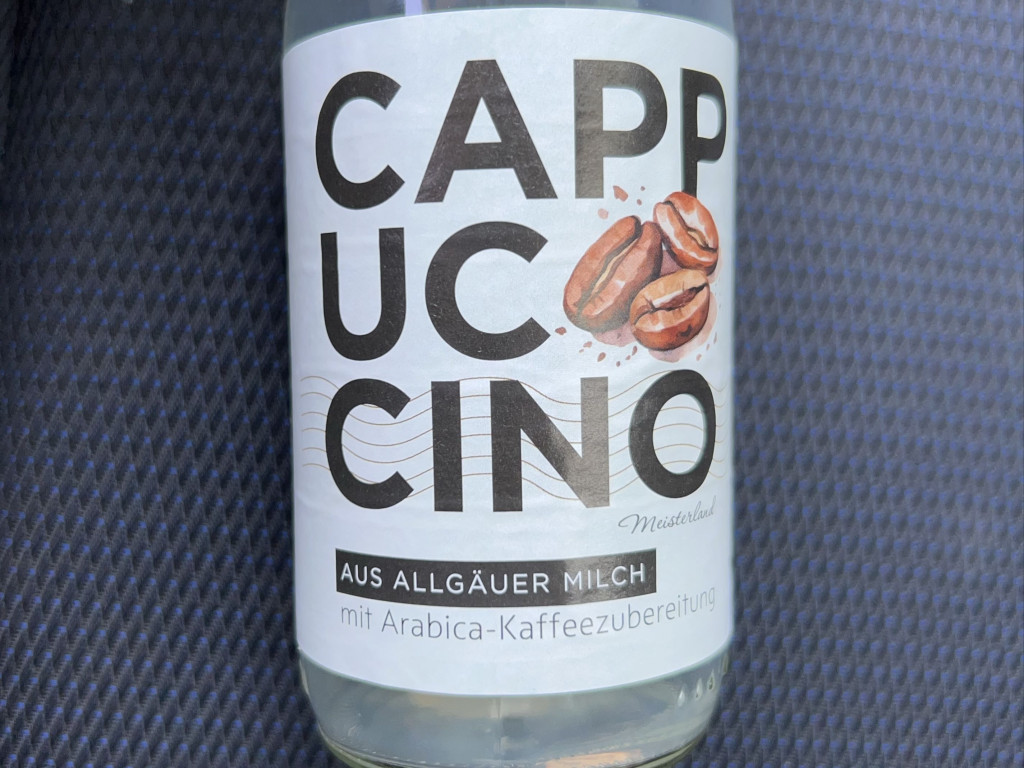 CAPP
UC
CINO
Meisterland
AUS ALLGÄUER MILCH
mit Arabica-Kaffeezubereitung